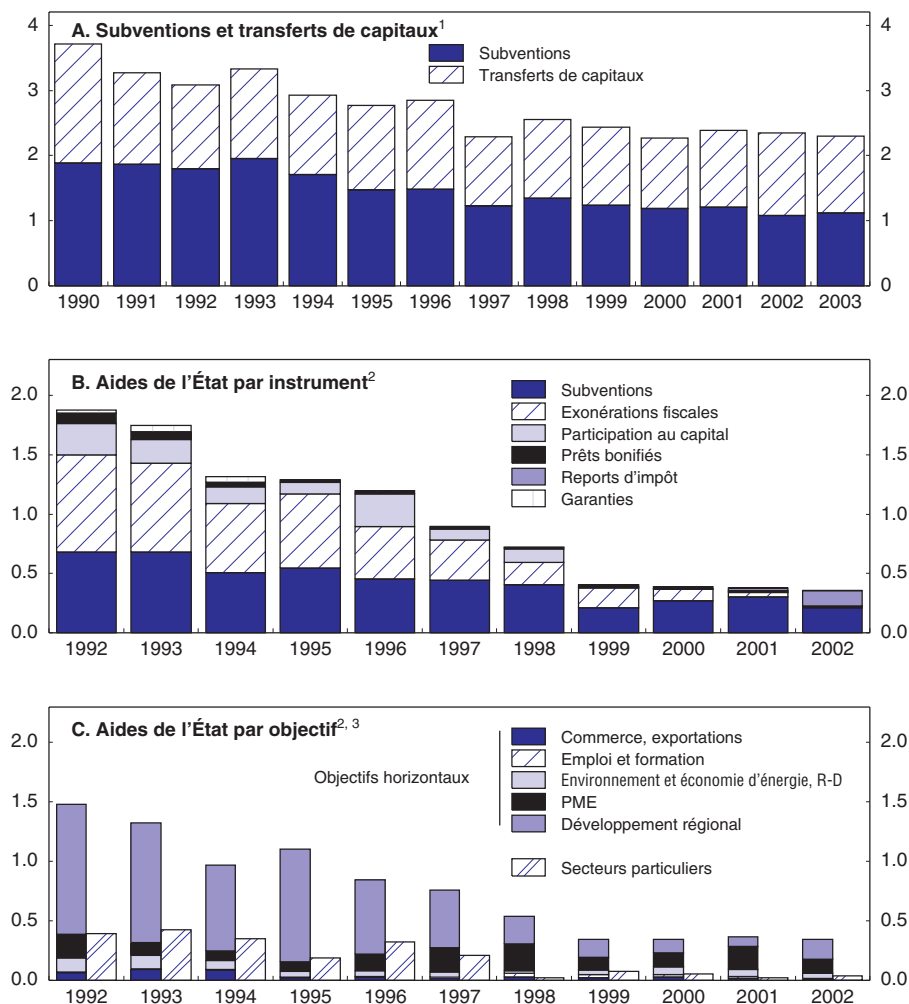 A. Subventions et transferts de capitaux¹
Subventions
Transferts de capitaux
4 4
3 3
2 2
1 1
0 0
1990 1991 1992 1993 1994 1995 1996 1997 1998 1999 2000 2001 2002 2003
B. Aides de l'État par instrument²
Subventions
Exonérations fiscales
Participation au capital
Prêts bonifiés
Reports d'impôt
Garanties
2.0 2.0
1.5 1.5
1.0 1.0
0.5 0.5
0.0 0.0
1992 1993 1994 1995 1996 1997 1998 1999 2000 2001 2002
C. Aides de l'État par objectif²,³
Objectifs horizontaux
Commerce, exportations
Emploi et formation
Environnement et économie d'énergie, R-D
PME
Développement régional
Secteurs particuliers
2.0 2.0
1.5 1.5
1.0 1.0
0.5 0.5
0.0 0.0
1992 1993 1994 1995 1996 1997 1998 1999 2000 2001 2002